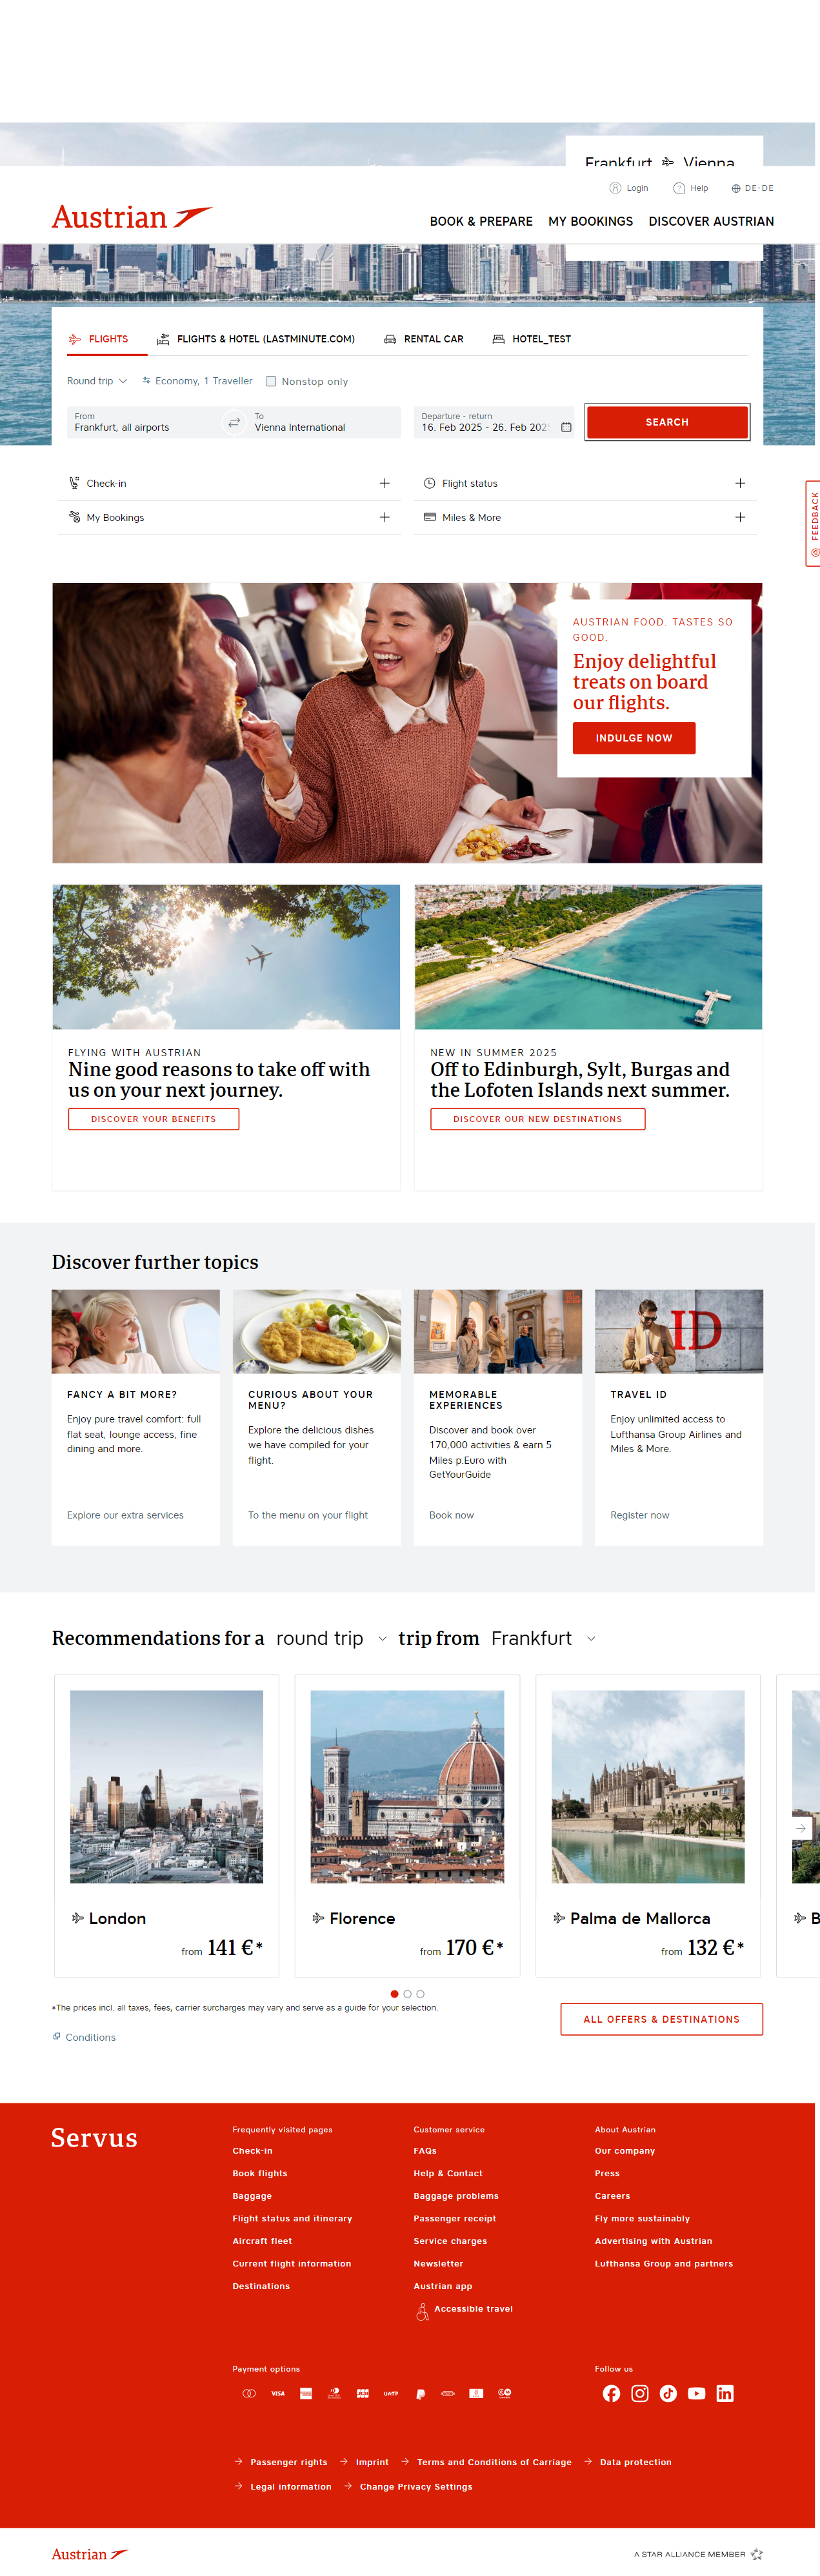 Frankfurt Vienna
Login Help DE-DE
Austrian
BOOK & PREPARE MY BOOKINGS DISCOVER AUSTRIAN
FLIGHTS FLIGHTS & HOTEL (LASTMINUTE.COM) RENTAL CAR HOTEL_TEST
Round trip Economy, 1 Traveller Nonstop only
From To Departure - return
Frankfurt, all airports Vienna International 16. Feb 2025 - 26. Feb 202
SEARCH
Check-in Flight status
My Bookings Miles & More
FEEDBACK
AUSTRIAN FOOD. TASTES SO
GOOD.
Enjoy delightful
treats on board
our flights.
INDULGE NOW
FLYING WITH AUSTRIAN
Nine good reasons to take off with
us on your next journey.
DISCOVER YOUR BENEFITS
NEW IN SUMMER 2025
Off to Edinburgh, Sylt, Burgas and
the Lofoten Islands next summer.
DISCOVER OUR NEW DESTINATIONS
Discover further topics
ID
FANCY A BIT MORE?
Enjoy pure travel comfort: full
flat seat, lounge access, fine
dining and more.
Explore our extra services
CURIOUS ABOUT YOUR
MENU?
Explore the delicious dishes
we have compiled for your
flight.
To the menu on your flight
MEMORABLE
EXPERIENCES
Discover and book over
170,000 activities & earn 5
Miles p.Euro with
GetYourGuide
Book now
TRAVEL ID
Enjoy unlimited access to
Lufthansa Group Airlines and
Miles & More.
Register now
Recommendations for a round trip trip from Frankfurt
London
from 141 €*
Florence
from 170 €*
Palma de Mallorca
from 132 €*
B
*The prices incl. all taxes, fees, carrier surcharges may vary and serve as a guide for your selection.
ALL OFFERS & DESTINATIONS
Conditions
Servus
Frequently visited pages
Check-in
Book flights
Baggage
Flight status and itinerary
Aircraft fleet
Current flight information
Destinations
Customer service
FAQs
Help & Contact
Baggage problems
Passenger receipt
Service charges
Newsletter
Austrian app
Accessible travel
About Austrian
Our company
Press
Careers
Fly more sustainably
Advertising with Austrian
Lufthansa Group and partners
Payment options
VISA
UATP
Follow us
Passenger rights Imprint Terms and Conditions of Carriage Data protection
Legal information Change Privacy Settings
Austrian
A STAR ALLIANCE MEMBER